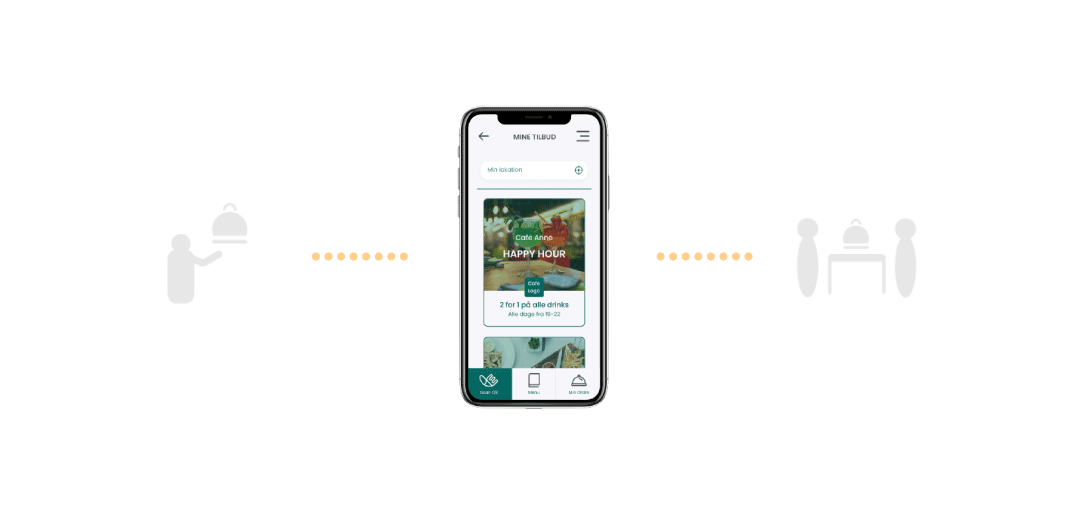 MINE TILBUD
Min lokation
Cafe Anne
HAPPY HOUR
Cafe
Logo
2 for 1 på alle drinks
Alle dage fra 19-22
Scan QR
Menu
Min Ordre